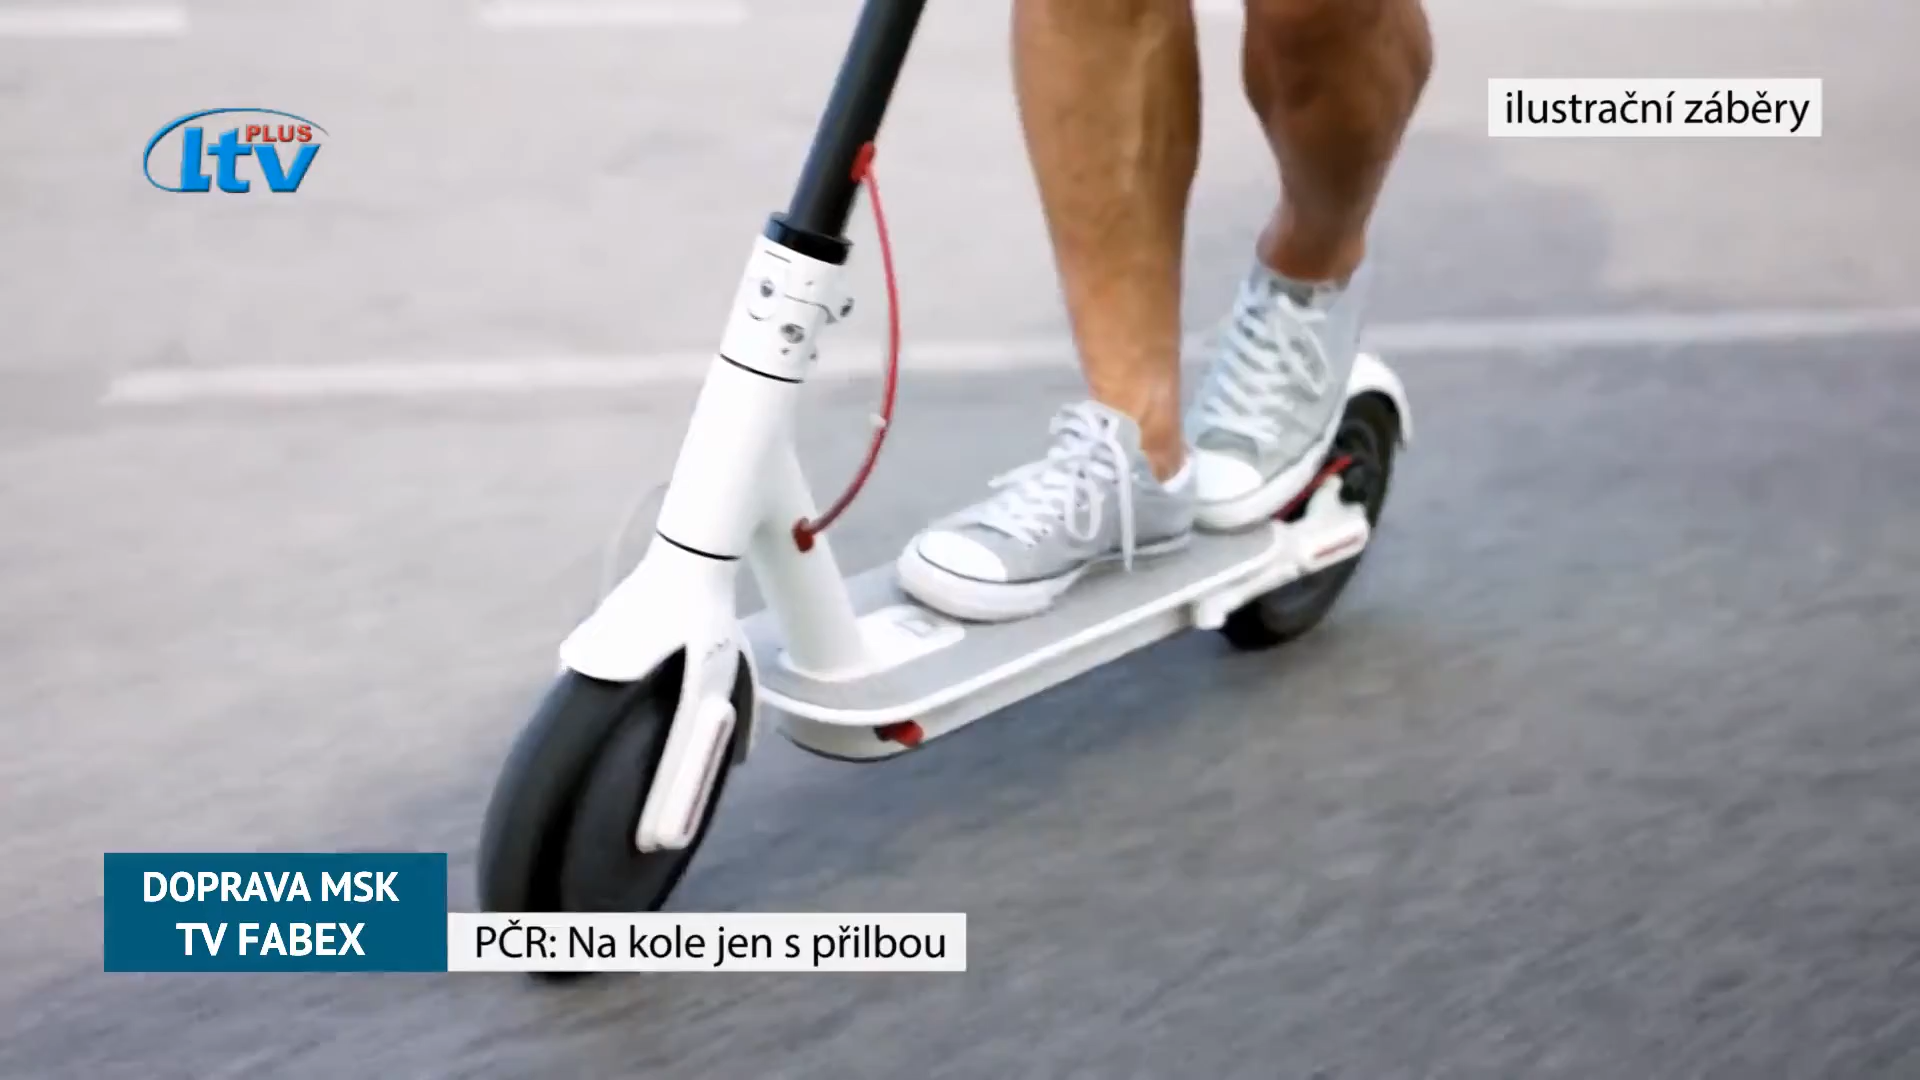 ltv PLUS
ilustrační záběry
DOPRAVA MSK
TV FABEX
PČR: Na kole jen s přilbou